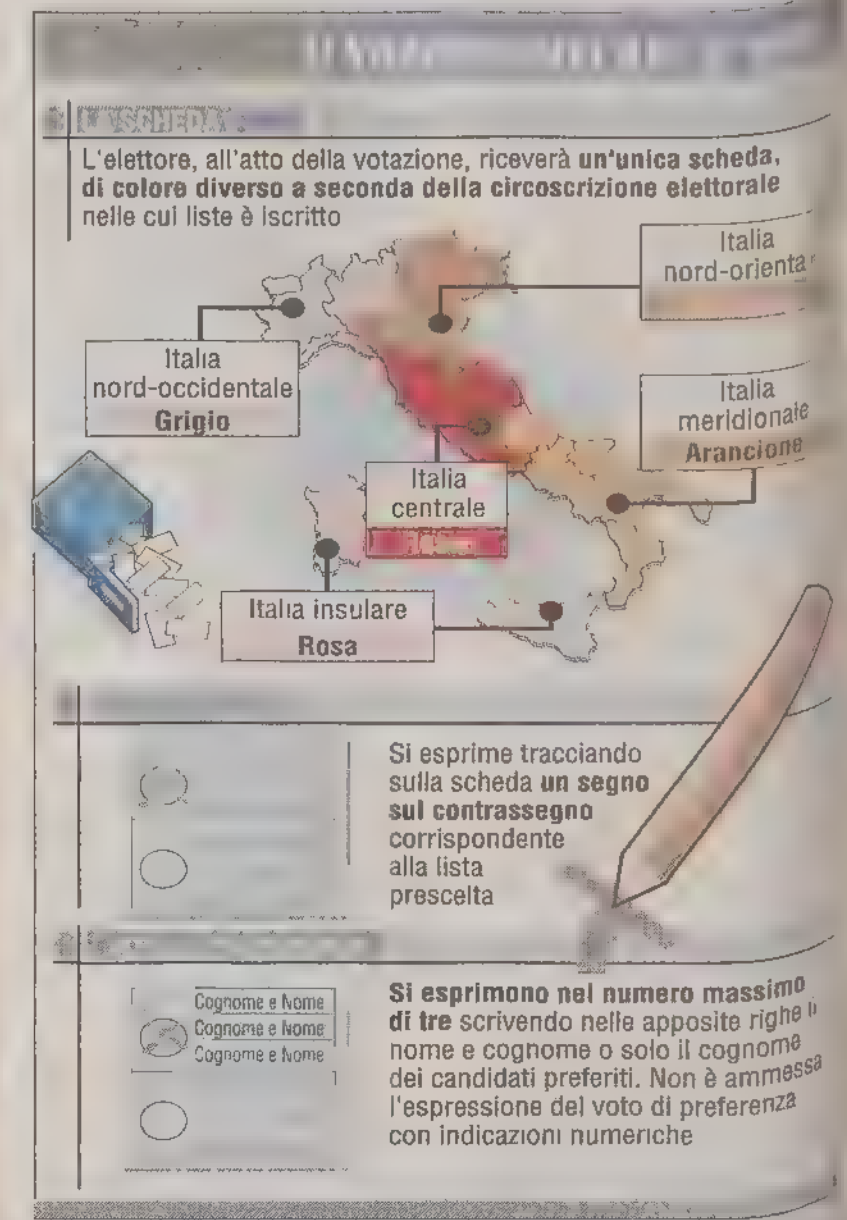 LA SCHEDA
L'elettore, all'atto della votazione, riceverà un'unica scheda,
di colore diverso a seconda della circoscrizione elettorale
nelle cui liste è iscritto
Italia
Italia
nord-occidentale
Grigio
Italia
meridionale
Arancione
Italia
centrale
Italia insulare
Rosa
Si esprime tracciando
sulla scheda un segno
sul contrassegno
corrispondente
alla lista
prescelta
Cognome e Nome
Cognome e Nome
Cognome e Nome
Si esprimono nel numero massimo
di tre scrivendo nelle apposite righe
nome e cognome o solo il cognome
dei candidati preferiti. Non è ammessa
l'espressione del voto di preferenza
con indicazioni numeriche